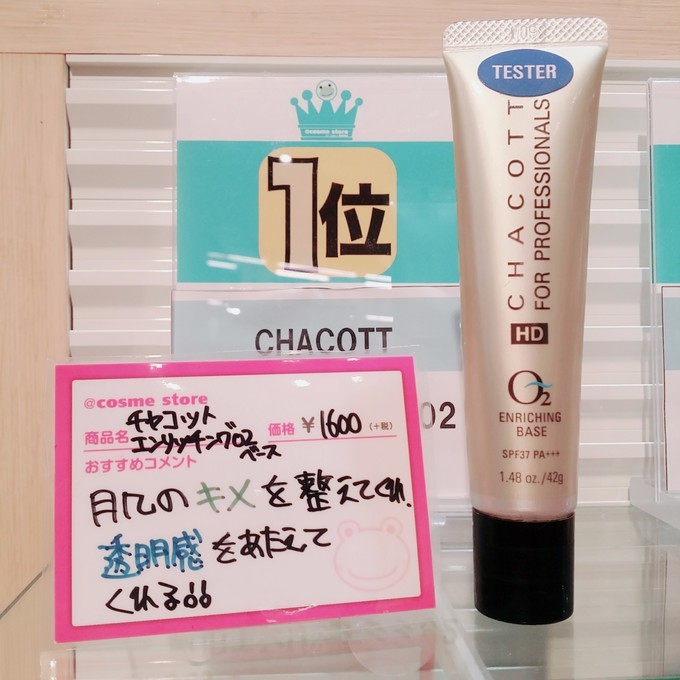 cosme store
1位
CHACOTT
02
@cosme store
商品名 チャコット
エンリッチングO2
ベース
価格 ¥1600 (+税)
おすすめコメント
肌のキメを整えてくれ、
透明感をあたえて
くれる!!
TESTER
CHACOTT
FOR PROFESSIONALS
HD
O2
ENRICHING
BASE
SPF37 PA+++
1.48 oz./42g